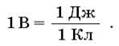 1 В = 1 Дж / 1 Кл .